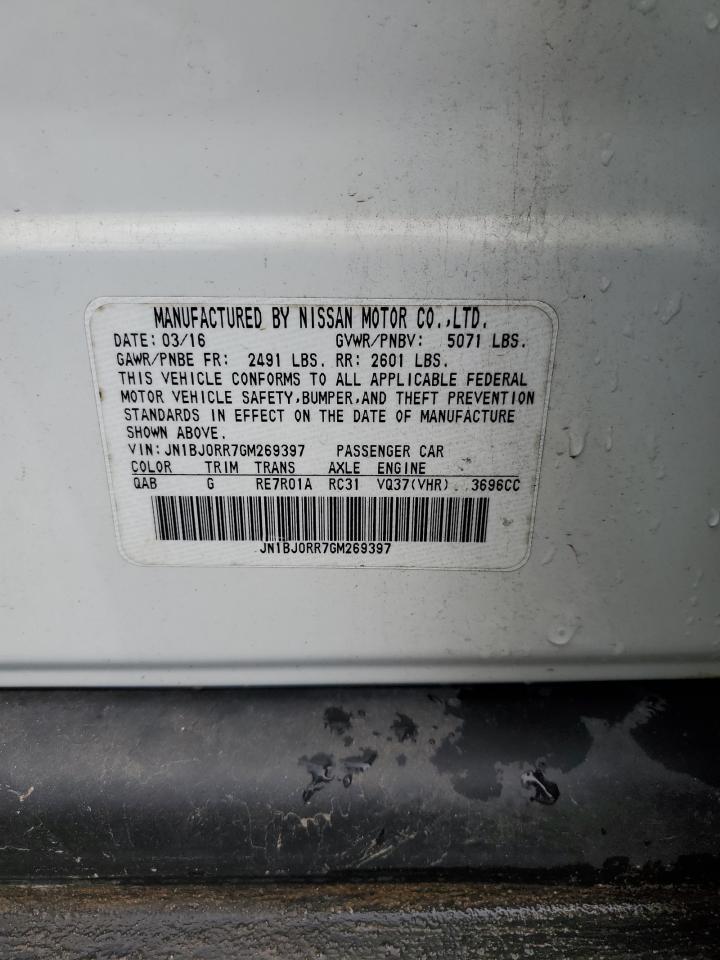 MANUFACTURED BY NISSAN MOTOR CO.,LTD.
DATE: 03/16 GVWR/PNBV: 5071 LBS.
GAWR/PNBE FR: 2491 LBS. RR: 2601 LBS.
THIS VEHICLE CONFORMS TO ALL APPLICABLE FEDERAL
MOTOR VEHICLE SAFETY,BUMPER,AND THEFT PREVENTION
STANDARDS IN EFFECT ON THE DATE OF MANUFACTURE
SHOWN ABOVE.
VIN: JN1BJ0RR7GM269397 PASSENGER CAR
COLOR TRIM TRANS AXLE ENGINE
QAB G RE7R01A RC31 VQ37(VHR) 3696CC
JN1BJ0RR7GM269397